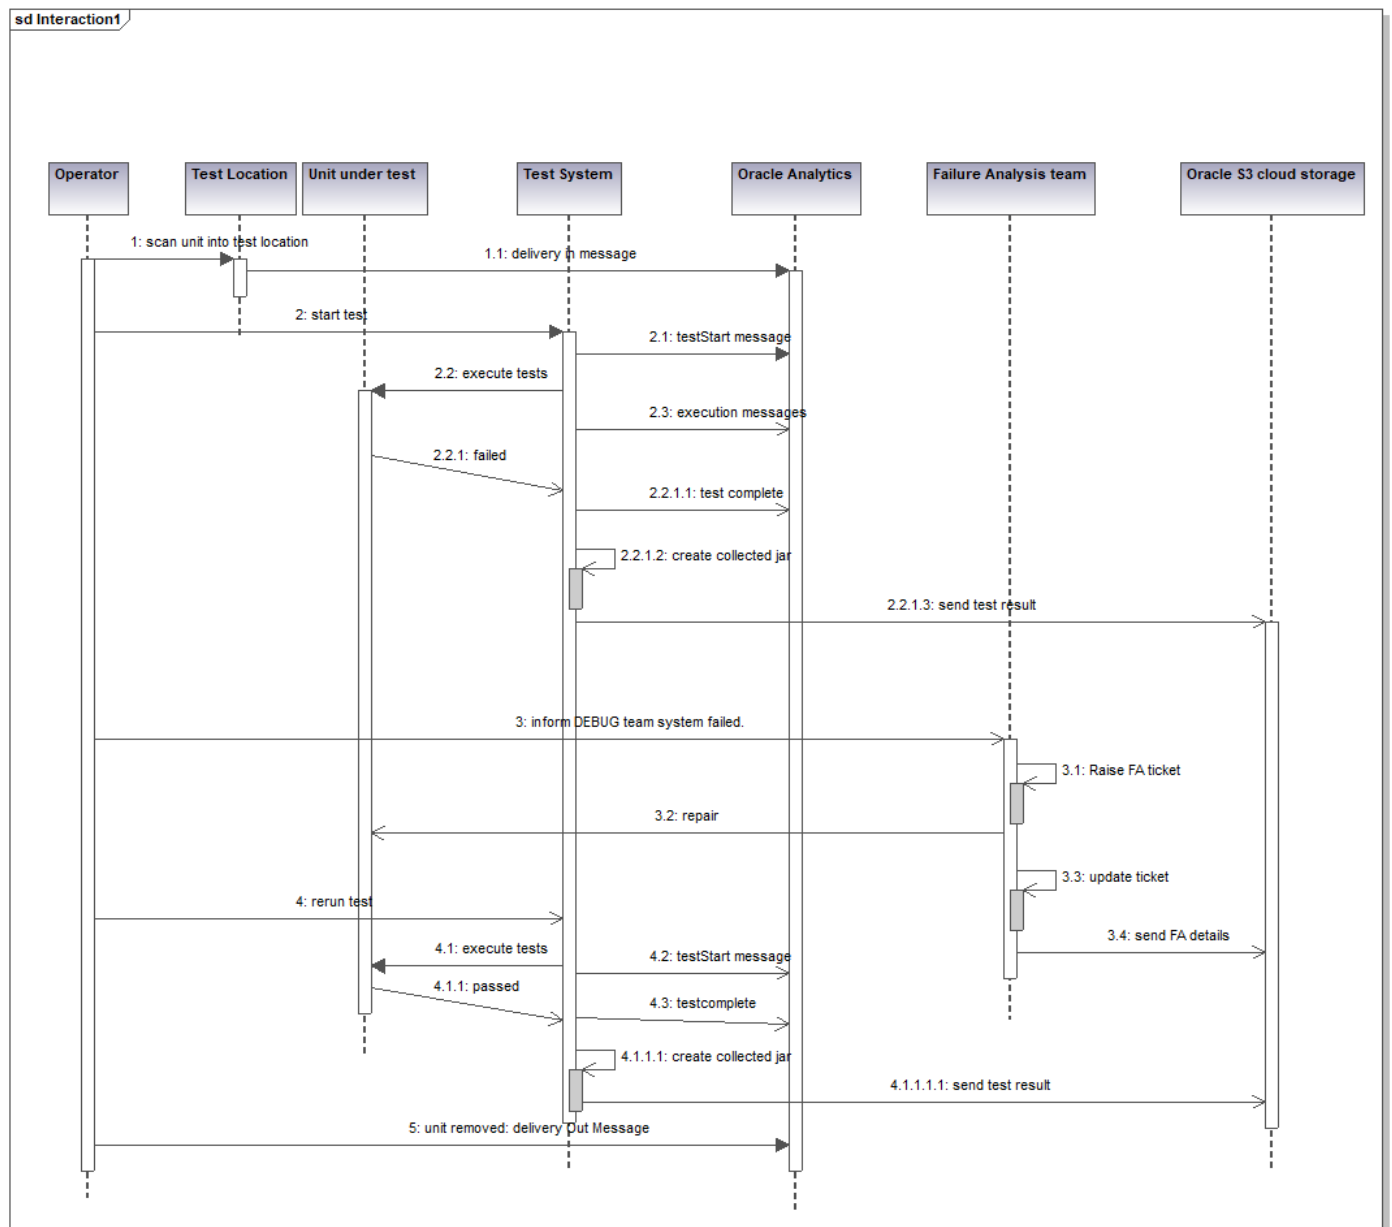 sd Interaction1
Operator
Test Location
Unit under test
Test System
Oracle Analytics
Failure Analysis team
Oracle S3 cloud storage
1: scan unit into test location
1.1: delivery in message
2: start test
2.1: testStart message
2.2: execute tests
2.3: execution messages
2.2.1: failed
2.2.1.1: test complete
2.2.1.2: create collected jar
2.2.1.3: send test result
3: inform DEBUG team system failed.
3.1: Raise FA ticket
3.2: repair
3.3: update ticket
4: rerun test
3.4: send FA details
4.1: execute tests
4.2: testStart message
4.1.1: passed
4.3: testcomplete
4.1.1.1: create collected jar
4.1.1.1.1: send test result
5: unit removed: delivery Out Message